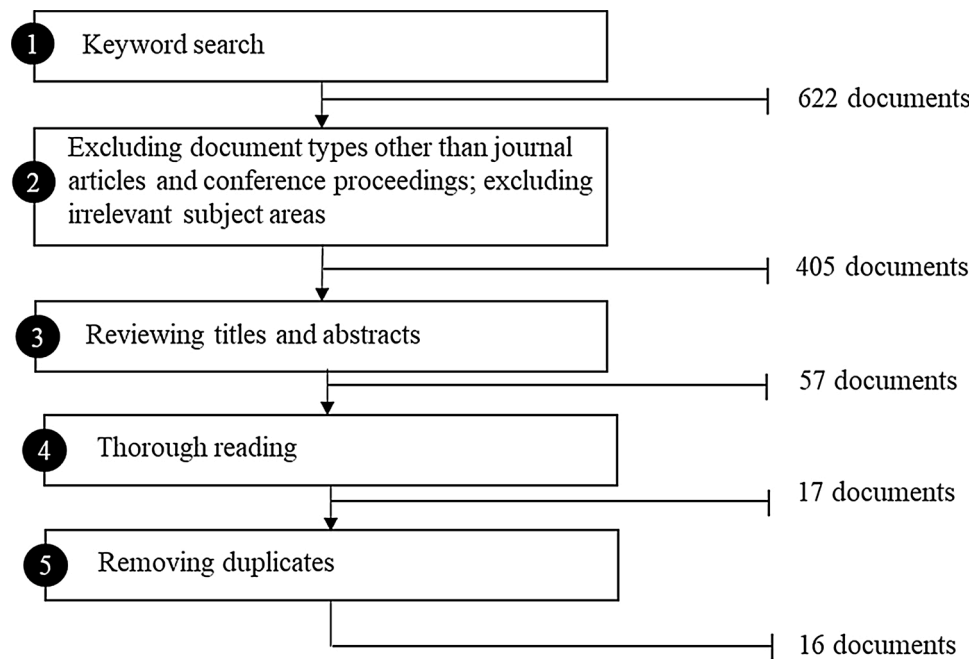 1 Keyword search
622 documents
Excluding document types other than journal
2 articles and conference proceedings; excluding
irrelevant subject areas
405 documents
3 Reviewing titles and abstracts
57 documents
4 Thorough reading
17 documents
5 Removing duplicates
16 documents